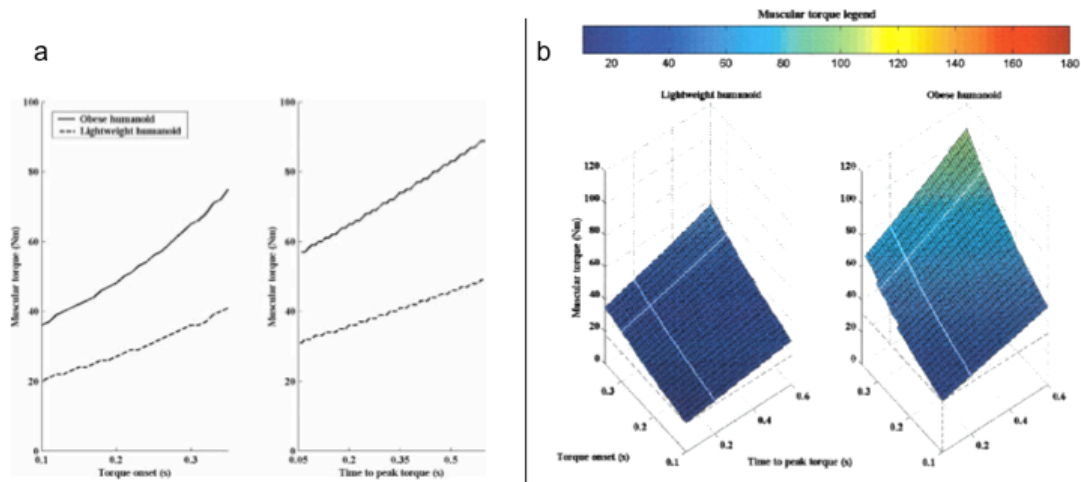 a
100
80
60
40
20
0
Muscular torque (Nm)
Obese humanoid
Lightweight humanoid
0.1 0.2 0.3
Torque onset (s)
100
80
60
40
20
0
Muscular torque (Nm)
0.05 0.2 0.35 0.5
Time to peak torque (s)
b
Muscular torque legend
20 40 60 80 100 120 140 160 180
Lightweight humanoid
120
100
80
60
40
20
0
Muscular torque (Nm)
0.3
0.2
0.1
0.2
0.4
0.6
Torque onset (s)
Obese humanoid
120
100
80
60
40
20
0
0.3
0.2
0.1
0.2
0.4
0.6
Time to peak torque (s)